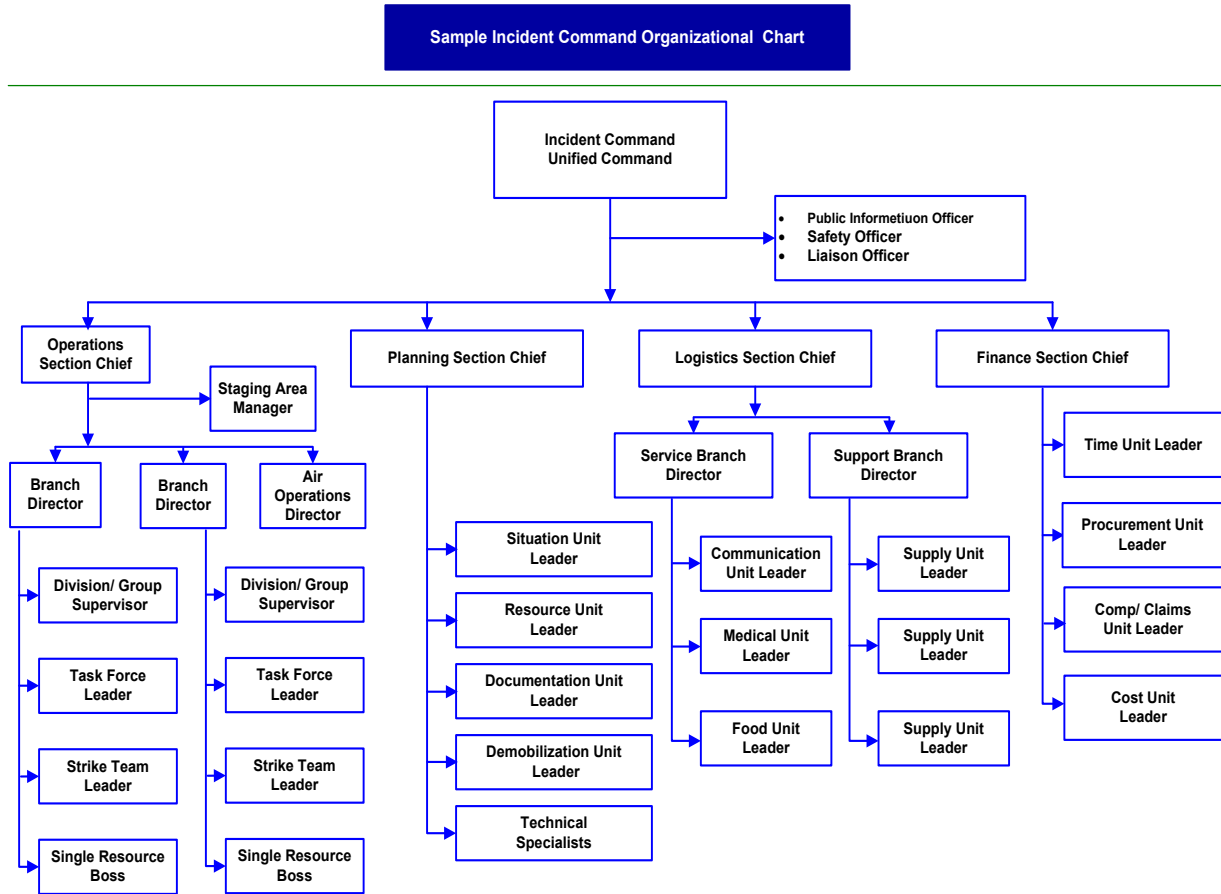 Sample Incident Command Organizational Chart
Incident Command
Unified Command
• Public Informetiuon Officer
• Safety Officer
• Liaison Officer
Operations
Section Chief
Planning Section Chief
Logistics Section Chief
Finance Section Chief
Staging Area
Manager
Branch
Director
Branch
Director
Air
Operations
Director
Service Branch
Director
Support Branch
Director
Time Unit Leader
Division/ Group
Supervisor
Task Force
Leader
Strike Team
Leader
Single Resource
Boss
Division/ Group
Supervisor
Task Force
Leader
Strike Team
Leader
Single Resource
Boss
Situation Unit
Leader
Resource Unit
Leader
Documentation Unit
Leader
Demobilization Unit
Leader
Technical
Specialists
Communication
Unit Leader
Medical Unit
Leader
Food Unit
Leader
Supply Unit
Leader
Supply Unit
Leader
Supply Unit
Leader
Procurement Unit
Leader
Comp/ Claims
Unit Leader
Cost Unit
Leader